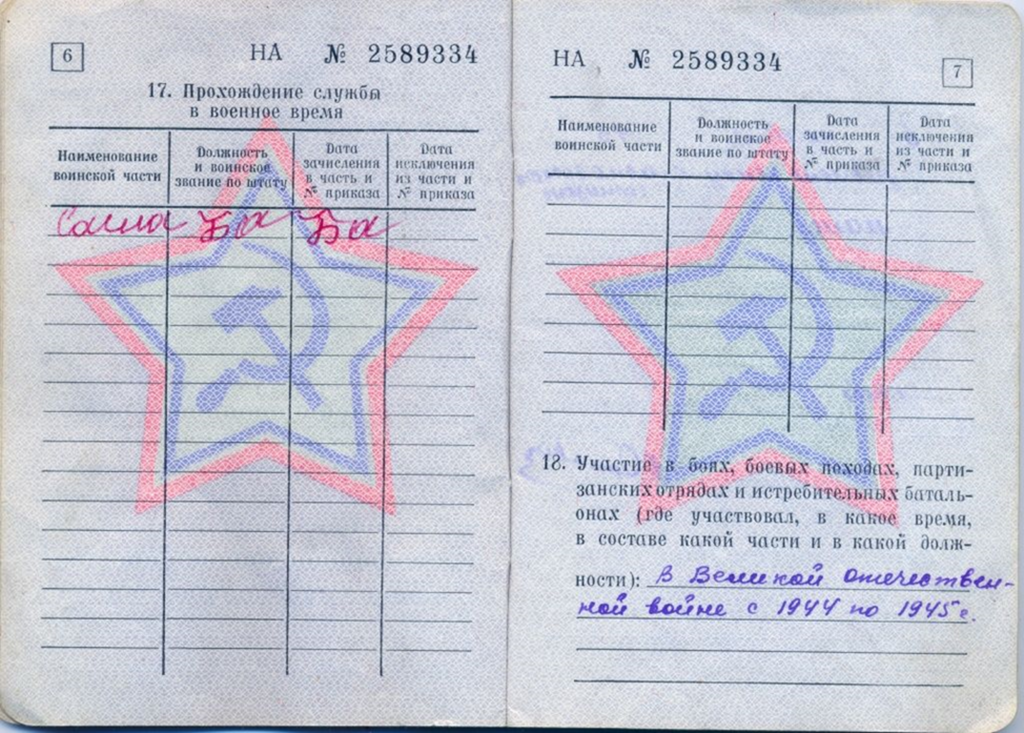 6
НА № 2589334
17. Прохождение службы
в военное время
Наименование
воинской части
Должность
и воинское
звание по штату
Дата
зачисления
в часть и
№ приказа
Дата
исключения
из части и
№ приказа
Саша Ба Ба
НА № 2589334
7
Наименование
воинской части
Должность
и воинское
звание по штату
Дата
зачисления
в часть и
№ приказа
Дата
исключения
из части и
№ приказа
18. Участие в боях, боевых походах, парти-
занских отрядах и истребительных баталь-
онах (где участвовал, в какое время,
в составе какой части и в какой долж-
ности): В Великой отечествен-
ной войне с 1944 по 1945 г.